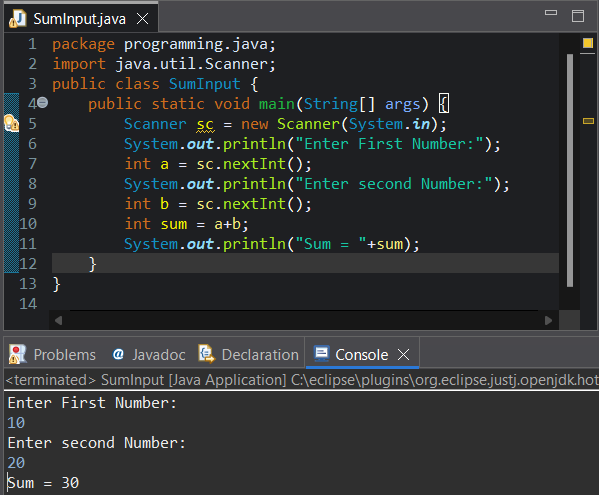 SumInput.java
1 package programming.java;
2 import java.util.Scanner;
3 public class SumInput {
4 public static void main(String[] args) {
5 Scanner sc = new Scanner(System.in);
6 System.out.println("Enter First Number:");
7 int a = sc.nextInt();
8 System.out.println("Enter second Number:");
9 int b = sc.nextInt();
10 int sum = a+b;
11 System.out.println("Sum = "+sum);
12 }
13 }
14
Problems @ Javadoc Declaration Console
<terminated> SumInput [Java Application] C:\eclipse\plugins\org.eclipse.justj.openjdk.hot
Enter First Number:
10
Enter second Number:
20
Sum = 30